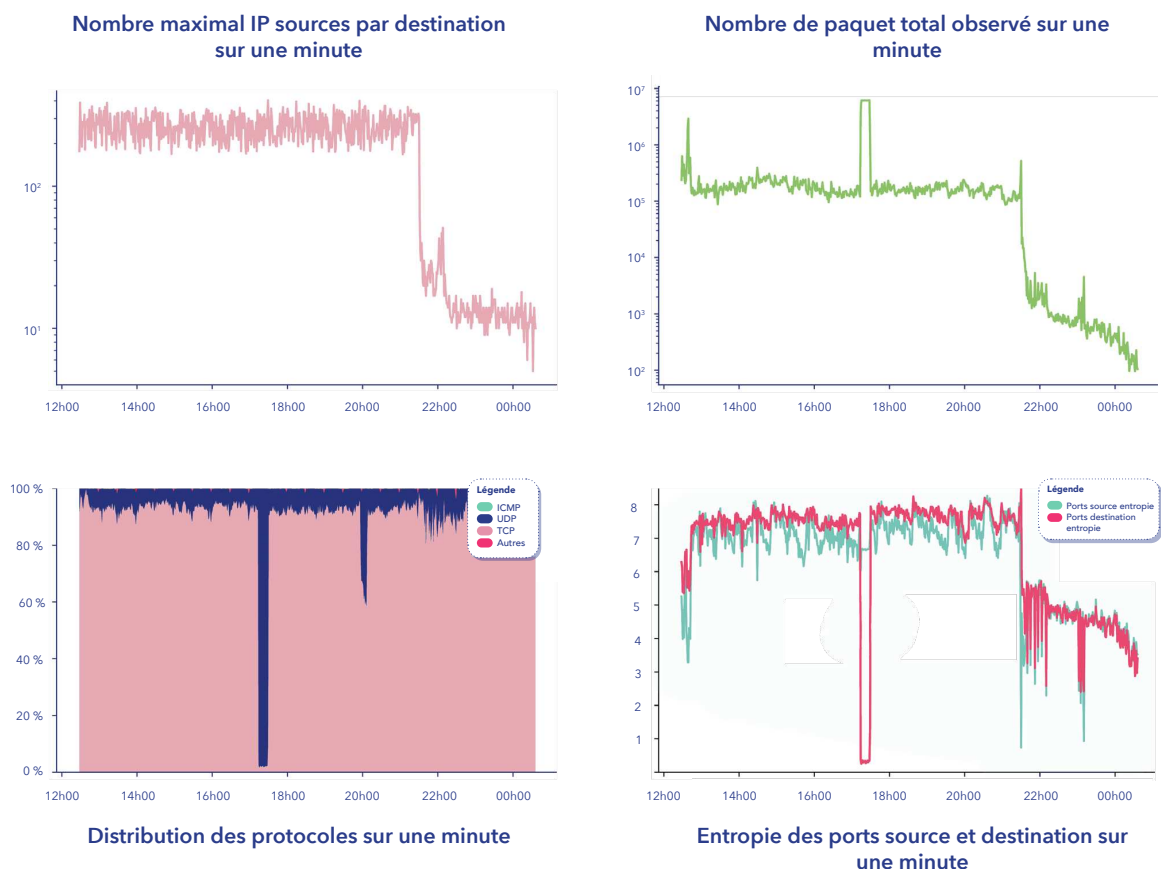 Nombre maximal IP sources par destination
sur une minute
10²
10¹
12h00 14h00 16h00 18h00 20h00 22h00 00h00
Nombre de paquet total observé sur une
minute
10⁷
10⁶
10⁵
10⁴
10³
10²
12h00 14h00 16h00 18h00 20h00 22h00 00h00
100 %
80 %
60 %
40 %
20 %
0 %
Légende
ICMP
UDP
TCP
Autres
12h00 14h00 16h00 18h00 20h00 22h00 00h00
Distribution des protocoles sur une minute
8
7
6
5
4
3
2
1
Légende
Ports source entropie
Ports destination
entropie
12h00 14h00 16h00 18h00 20h00 22h00 00h00
Entropie des ports source et destination sur
une minute